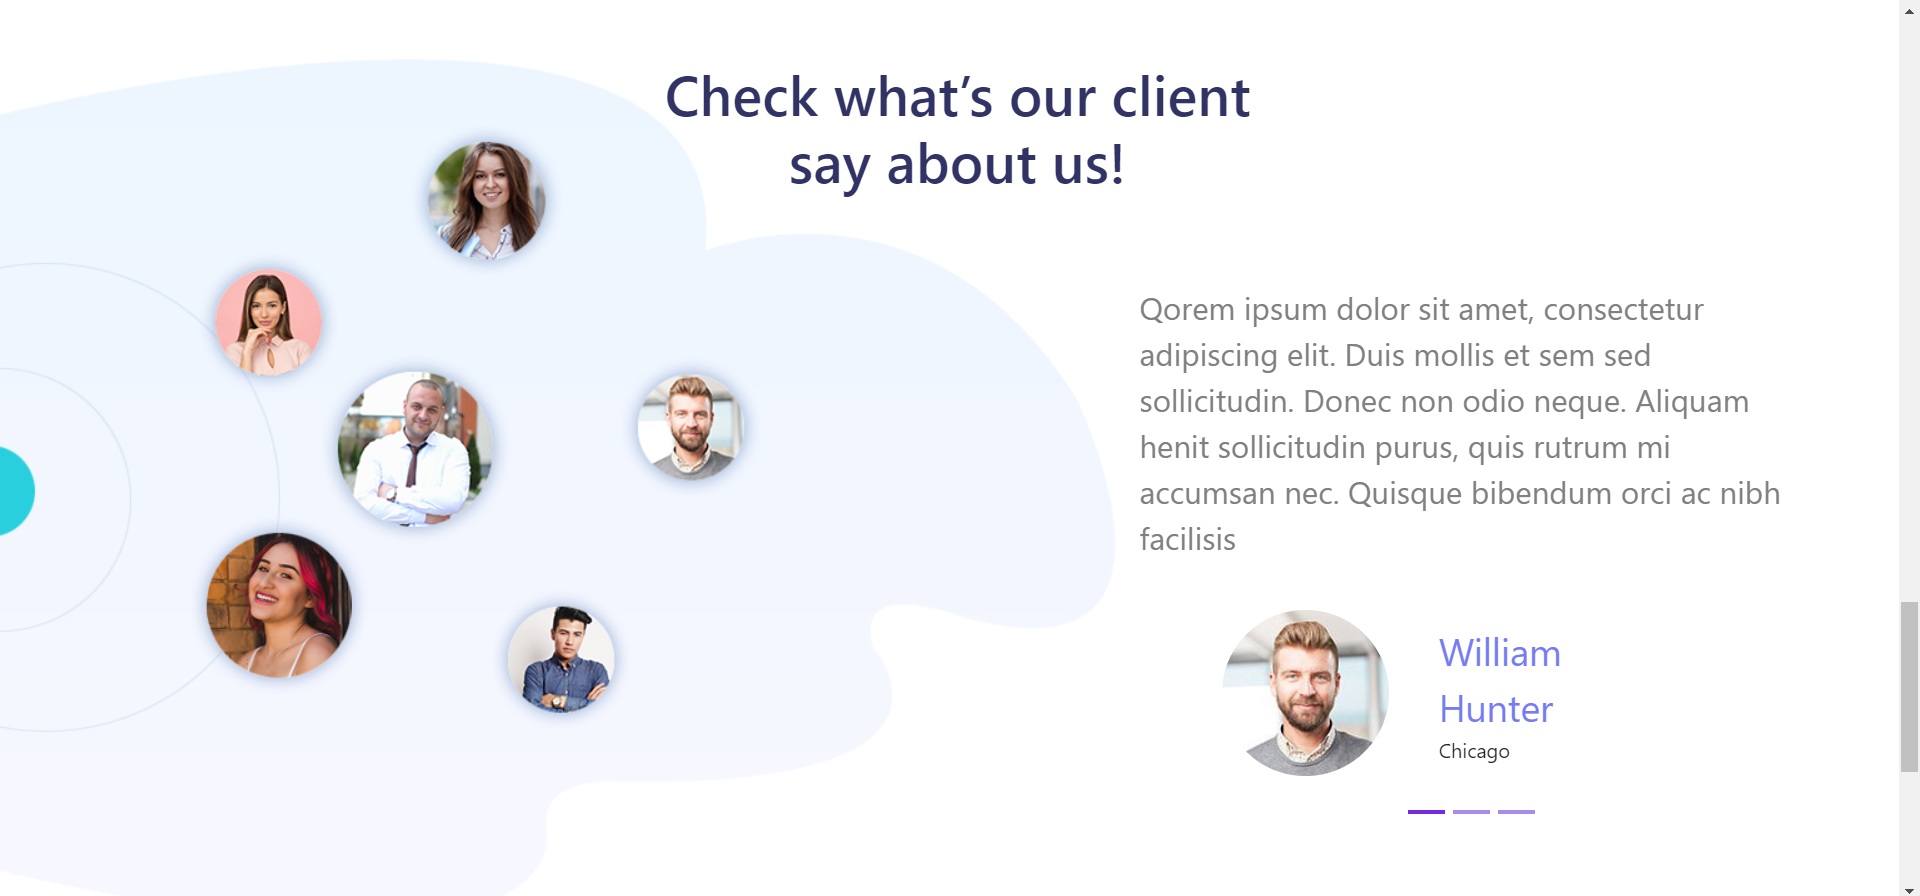 Check what’s our client
say about us!
Qorem ipsum dolor sit amet, consectetur
adipiscing elit. Duis mollis et sem sed
sollicitudin. Donec non odio neque. Aliquam
henit sollicitudin purus, quis rutrum mi
accumsan nec. Quisque bibendum orci ac nibh
facilisis
William
Hunter
Chicago